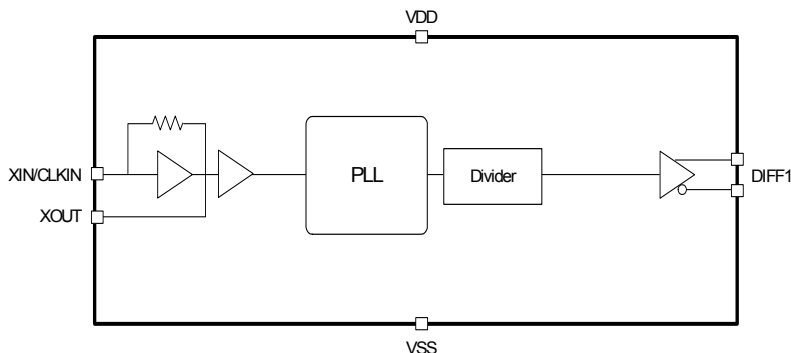 VDD
XIN/CLKIN
XOUT
PLL
Divider
DIFF1
VSS